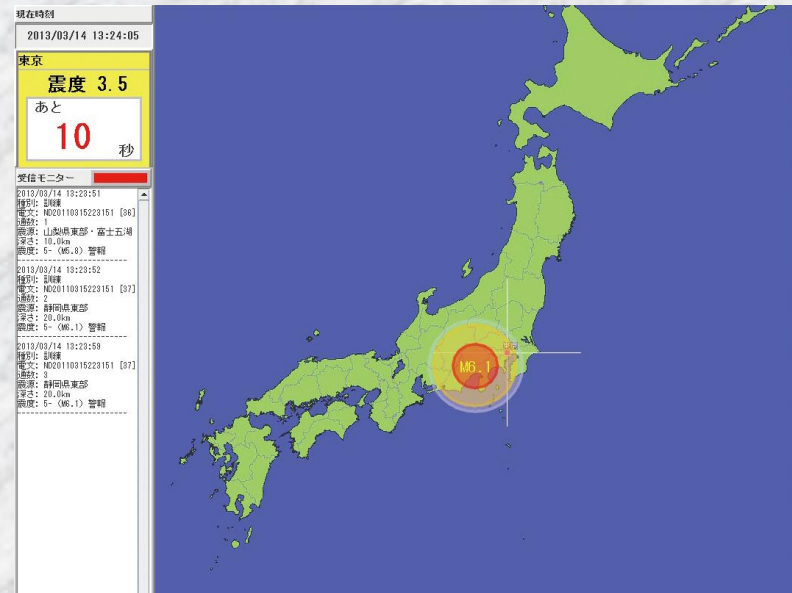 現在時刻
2013/03/14 13:24:05
東京
震度 3.5
あと
10
秒
受信モニター
2013/03/14 13:23:51
種別: 訓練
電文: ND20110315223151 [36]
通数: 1
震源: 山梨県東部・富士五湖
深さ: 10.0km
震度: 5- (M5.8) 警報
------------------------
2013/03/14 13:23:52
種別: 訓練
電文: ND20110315223151 [37]
通数: 2
震源: 静岡県東部
深さ: 20.0km
震度: 5- (M6.1) 警報
------------------------
2013/03/14 13:23:59
種別: 訓練
電文: ND20110315223151 [37]
通数: 3
震源: 静岡県東部
深さ: 20.0km
震度: 5- (M6.1) 警報
------------------------
M6.1
東京